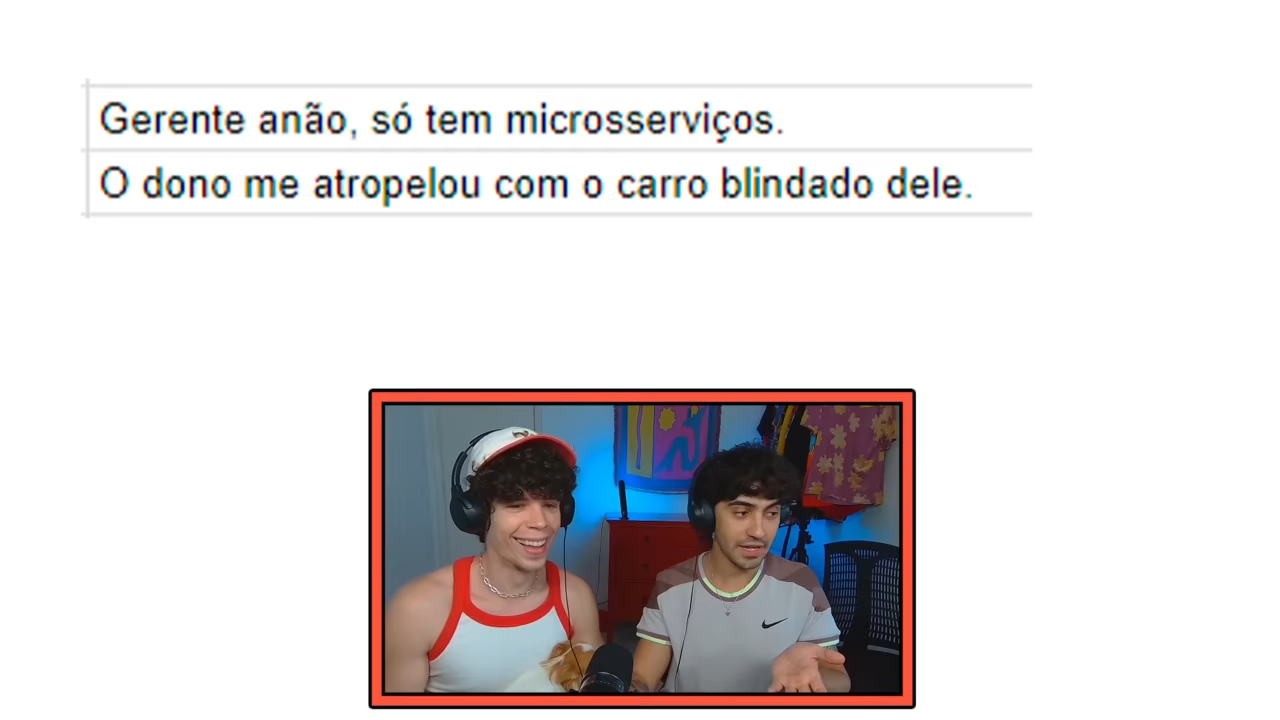 Gerente anão, só tem microsserviços.
O dono me atropelou com o carro blindado dele.